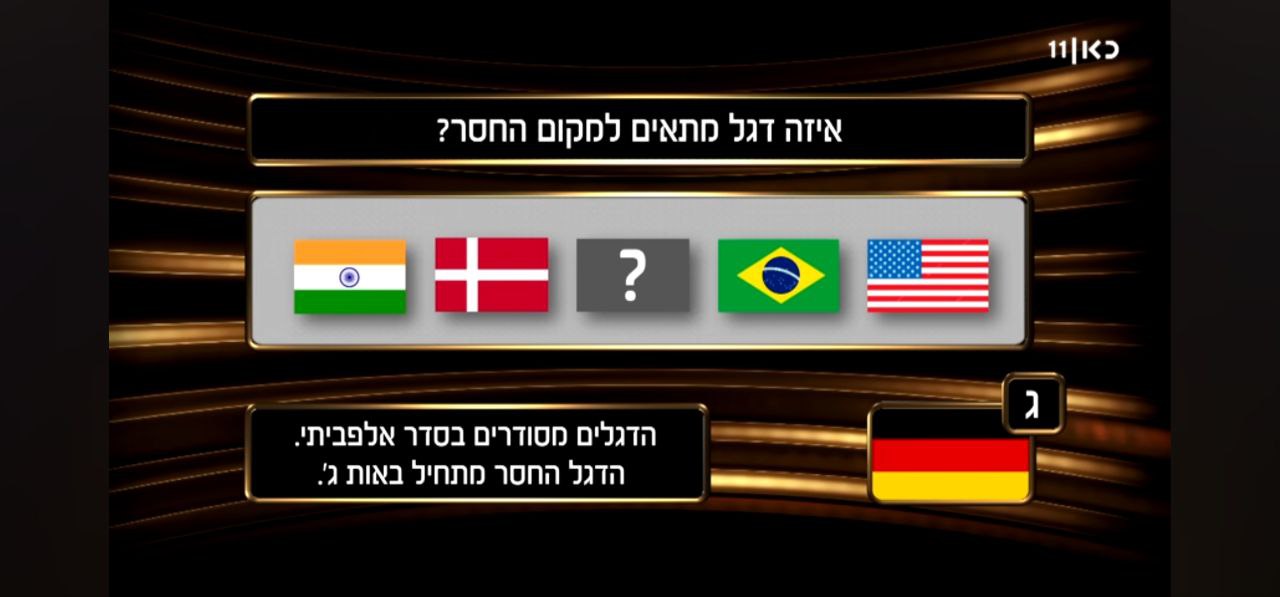 כאן|11
איזה דגל מתאים למקום החסר?
?
ג
הדגלים מסודרים בסדר אלפביתי.
הדגל החסר מתחיל באות ג'.